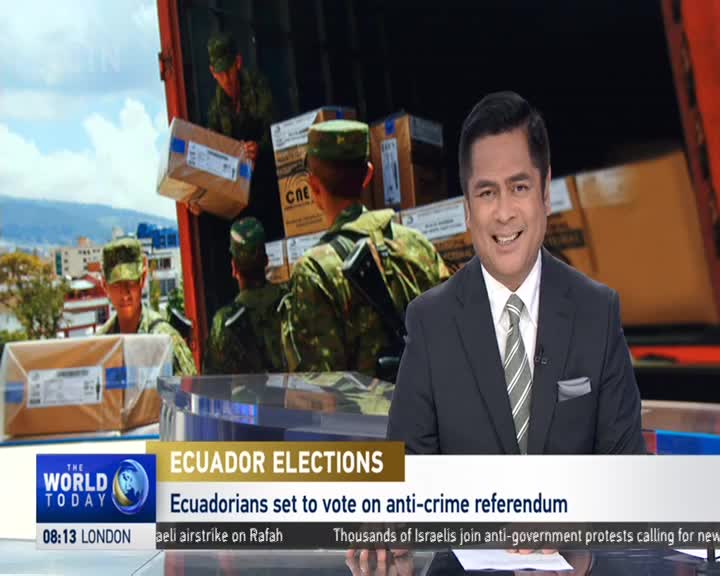 CNE
ECUADOR ELECTIONS
THE
WORLD
TODAY
Ecuadorians set to vote on anti-crime referendum
08:13 LONDON
aeli airstrike on Rafah Thousands of Israelis join anti-government protests calling for new